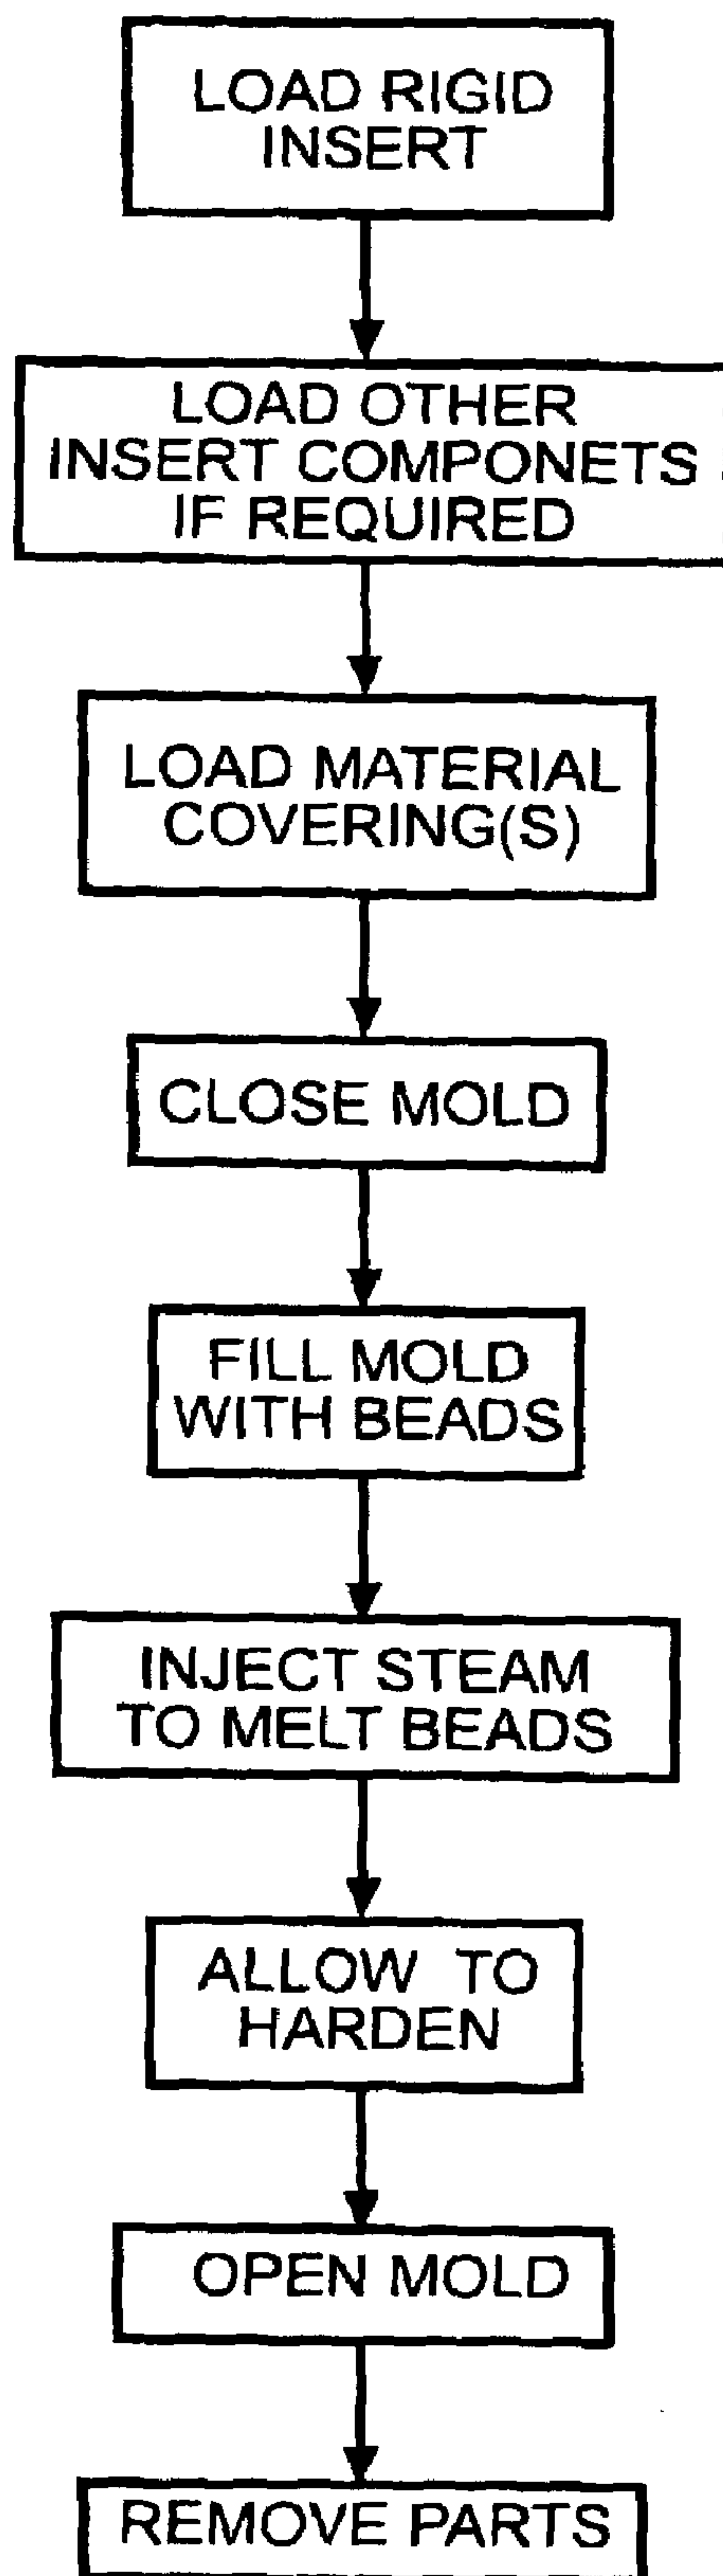 LOAD RIGID
INSERT
LOAD OTHER
INSERT COMPONETS
IF REQUIRED
LOAD MATERIAL
COVERING(S)
CLOSE MOLD
FILL MOLD
WITH BEADS
INJECT STEAM
TO MELT BEADS
ALLOW TO
HARDEN
OPEN MOLD
REMOVE PARTS